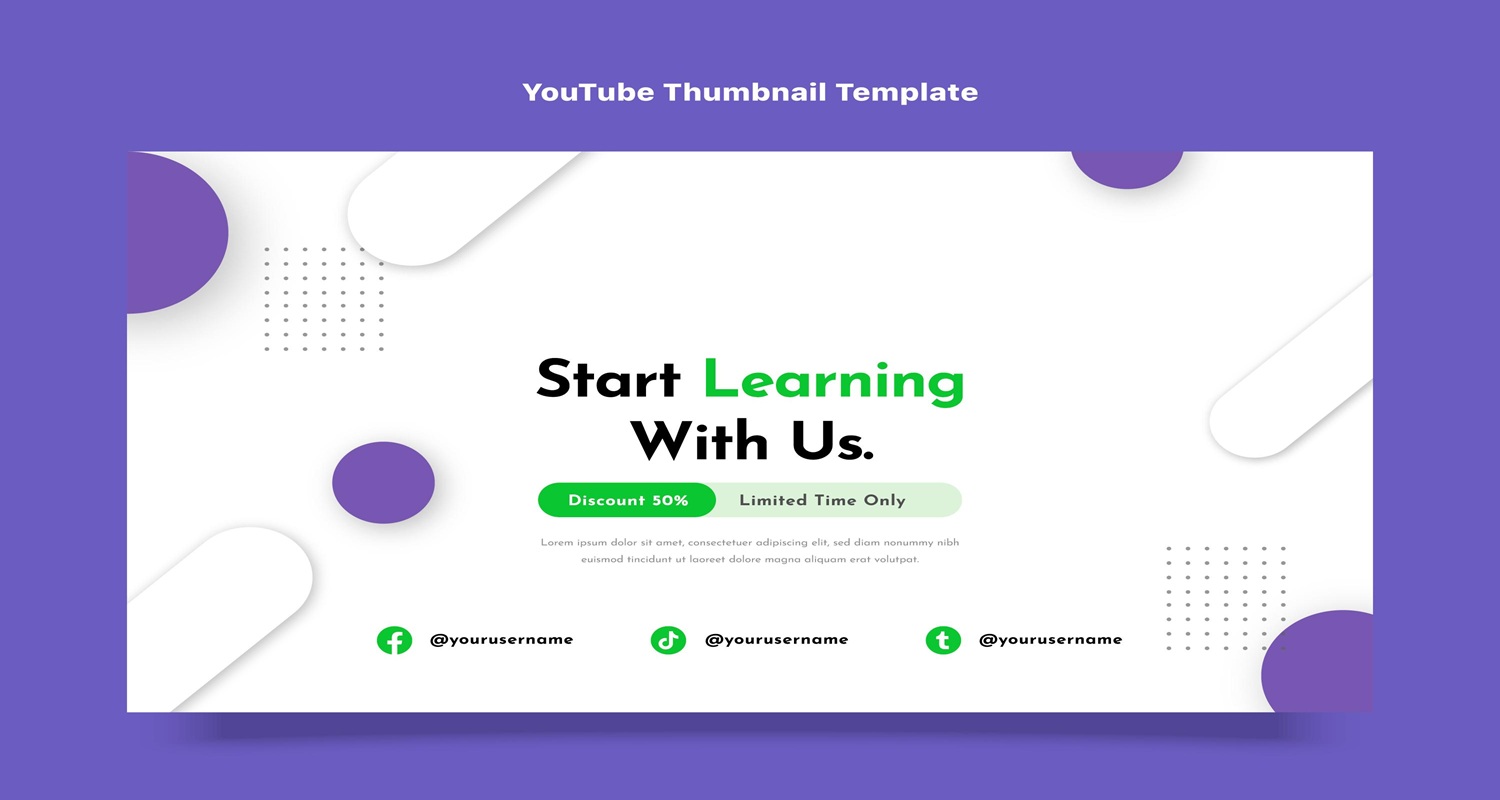 YouTube Thumbnail Template
Start Learning
With Us.
Discount 50% Limited Time Only
Lorem ipsum dolor sit amet, consectetuer adipiscing elit, sed diam nonummy nibh
euismod tincidunt ut laoreet dolore magna aliquam erat volutpat.
@yourusername @yourusername @yourusername